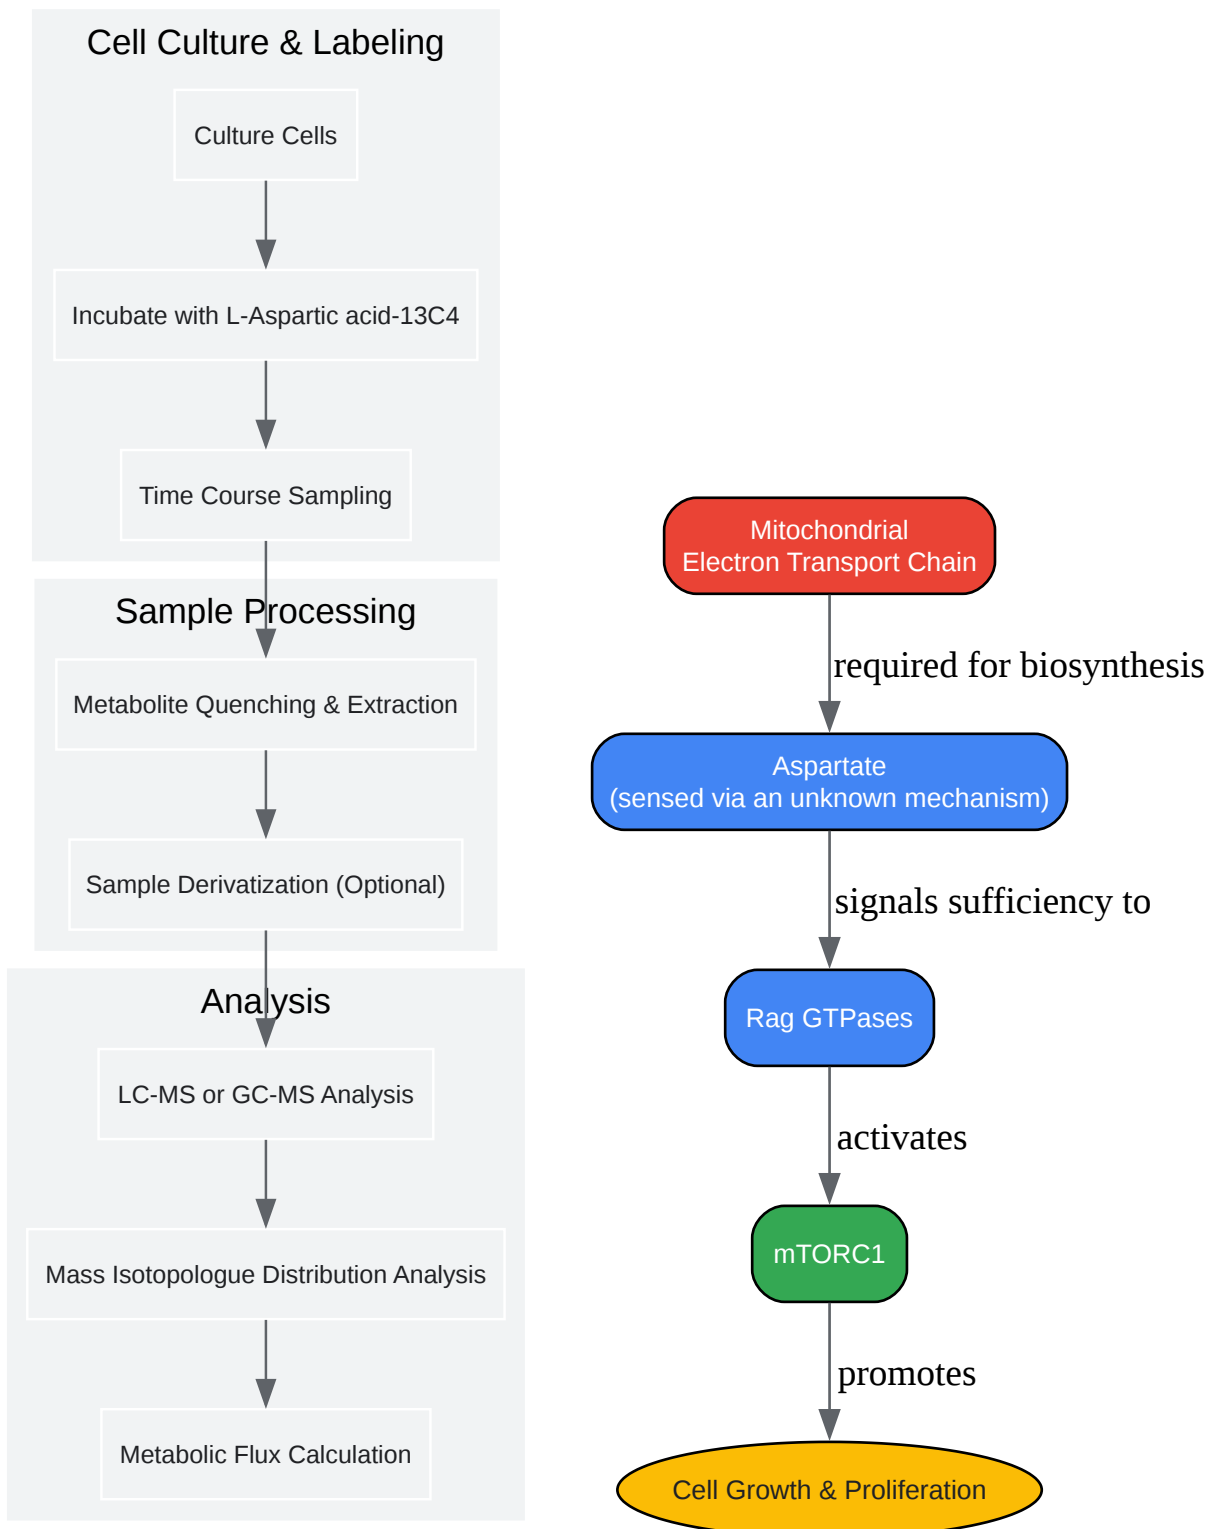 Cell Culture & Labeling
Culture Cells
Incubate with L-Aspartic acid-13C4
Time Course Sampling
Sample Processing
Metabolite Quenching & Extraction
Sample Derivatization (Optional)
Analysis
LC-MS or GC-MS Analysis
Mass Isotopologue Distribution Analysis
Metabolic Flux Calculation
Mitochondrial
Electron Transport Chain
required for biosynthesis
Aspartate
(sensed via an unknown mechanism)
signals sufficiency to
Rag GTPases
activates
mTORC1
promotes
Cell Growth & Proliferation